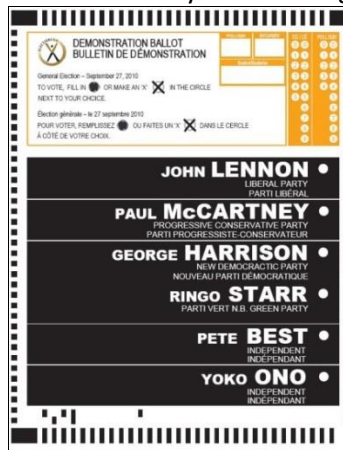 DEMONSTRATION BALLOT
BULLETIN DE DÉMONSTRATION
General Election – September 27, 2010
TO VOTE, FILL IN OR MAKE AN 'X' IN THE CIRCLE
NEXT TO YOUR CHOICE.
Élection générale – le 27 septembre 2010
POUR VOTER, REMPLISSEZ OU FAITES UN 'X' DANS LE CERCLE
À CÔTÉ DE VOTRE CHOIX.
JOHN LENNON
LIBERAL PARTY
PARTI LIBÉRAL
PAUL McCARTNEY
PROGRESSIVE CONSERVATIVE PARTY
PARTI PROGRESSISTE-CONSERVATEUR
GEORGE HARRISON
NEW DEMOCRACTIC PARTY
NOUVEAU PARTI DÉMOCRATIQUE
RINGO STARR
PARTI VERT N.B. GREEN PARTY
PETE BEST
INDEPENDENT
INDÉPENDANT
YOKO ONO
INDEPENDENT
INDÉPENDANT